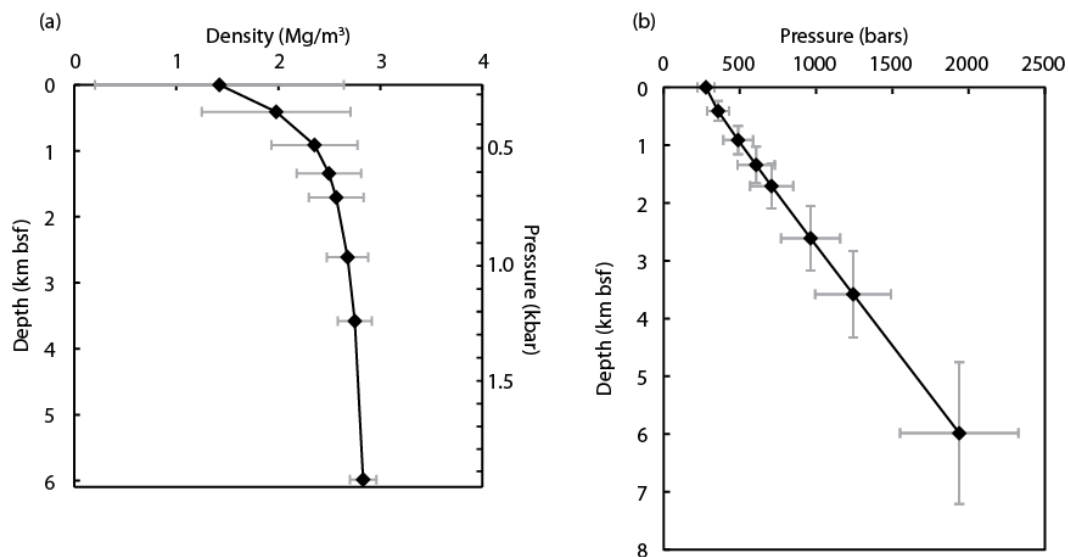 (a)
Density (Mg/m³)
0 1 2 3 4
0
1
2
3
4
5
6
Depth (km bsf)
0.5
1.0
1.5
Pressure (kbar)
(b)
Pressure (bars)
0 500 1000 1500 2000 2500
0
1
2
3
4
5
6
7
8
Depth (km bsf)